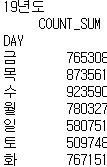 19년도
COUNT_SUM
DAY
금 765308
목 873561
수 923590
월 780327
일 580751
토 509748
화 767151